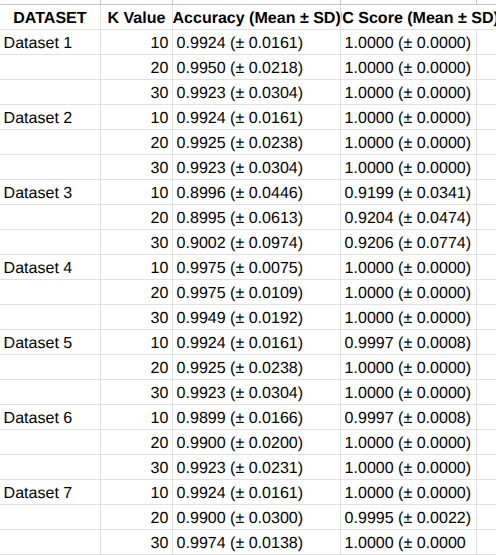 DATASET K Value Accuracy (Mean ± SD) C Score (Mean ± SD)
Dataset 1 10 0.9924 (± 0.0161) 1.0000 (± 0.0000)
20 0.9950 (± 0.0218) 1.0000 (± 0.0000)
30 0.9923 (± 0.0304) 1.0000 (± 0.0000)
Dataset 2 10 0.9924 (± 0.0161) 1.0000 (± 0.0000)
20 0.9925 (± 0.0238) 1.0000 (± 0.0000)
30 0.9923 (± 0.0304) 1.0000 (± 0.0000)
Dataset 3 10 0.8996 (± 0.0446) 0.9199 (± 0.0341)
20 0.8995 (± 0.0613) 0.9204 (± 0.0474)
30 0.9002 (± 0.0974) 0.9206 (± 0.0774)
Dataset 4 10 0.9975 (± 0.0075) 1.0000 (± 0.0000)
20 0.9975 (± 0.0109) 1.0000 (± 0.0000)
30 0.9949 (± 0.0192) 1.0000 (± 0.0000)
Dataset 5 10 0.9924 (± 0.0161) 0.9997 (± 0.0008)
20 0.9925 (± 0.0238) 1.0000 (± 0.0000)
30 0.9923 (± 0.0304) 1.0000 (± 0.0000)
Dataset 6 10 0.9899 (± 0.0166) 0.9997 (± 0.0008)
20 0.9900 (± 0.0200) 1.0000 (± 0.0000)
30 0.9923 (± 0.0231) 1.0000 (± 0.0000)
Dataset 7 10 0.9924 (± 0.0161) 1.0000 (± 0.0000)
20 0.9900 (± 0.0300) 0.9995 (± 0.0022)
30 0.9974 (± 0.0138) 1.0000 (± 0.0000